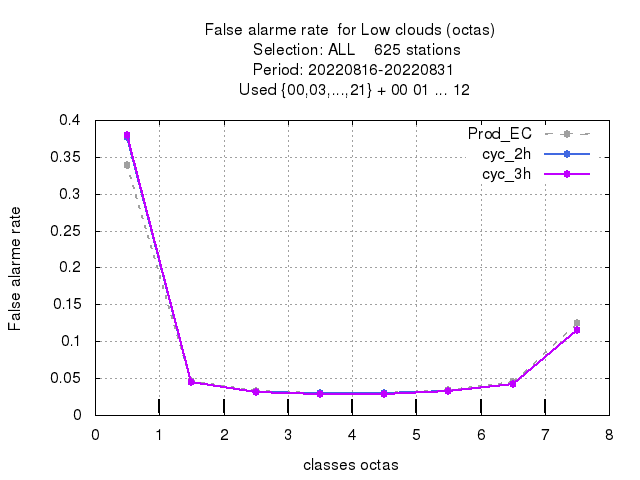 False alarme rate  for Low clouds (octas)
Selection: ALL    625 stations
Period: 20220816-20220831
Used {00,03,...,21} + 00 01 ... 12
Prod_EC
cyc_2h
cyc_3h
False alarme rate
0.4
0.35
0.3
0.25
0.2
0.15
0.1
0.05
0
0 1 2 3 4 5 6 7 8
classes octas